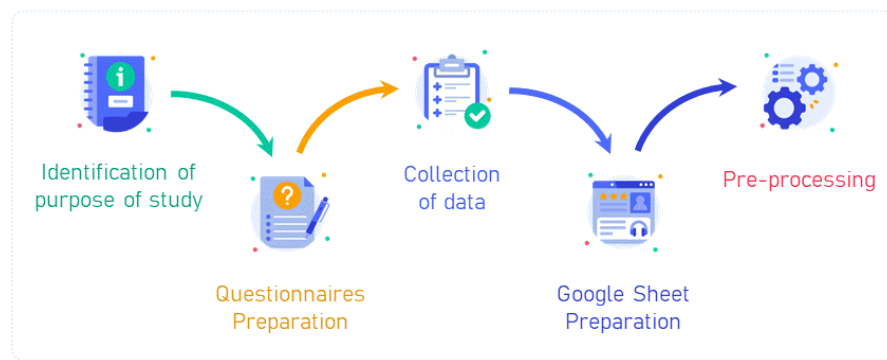 Identification of
purpose of study
Questionnaires
Preparation
Collection
of data
Google Sheet
Preparation
Pre-processing